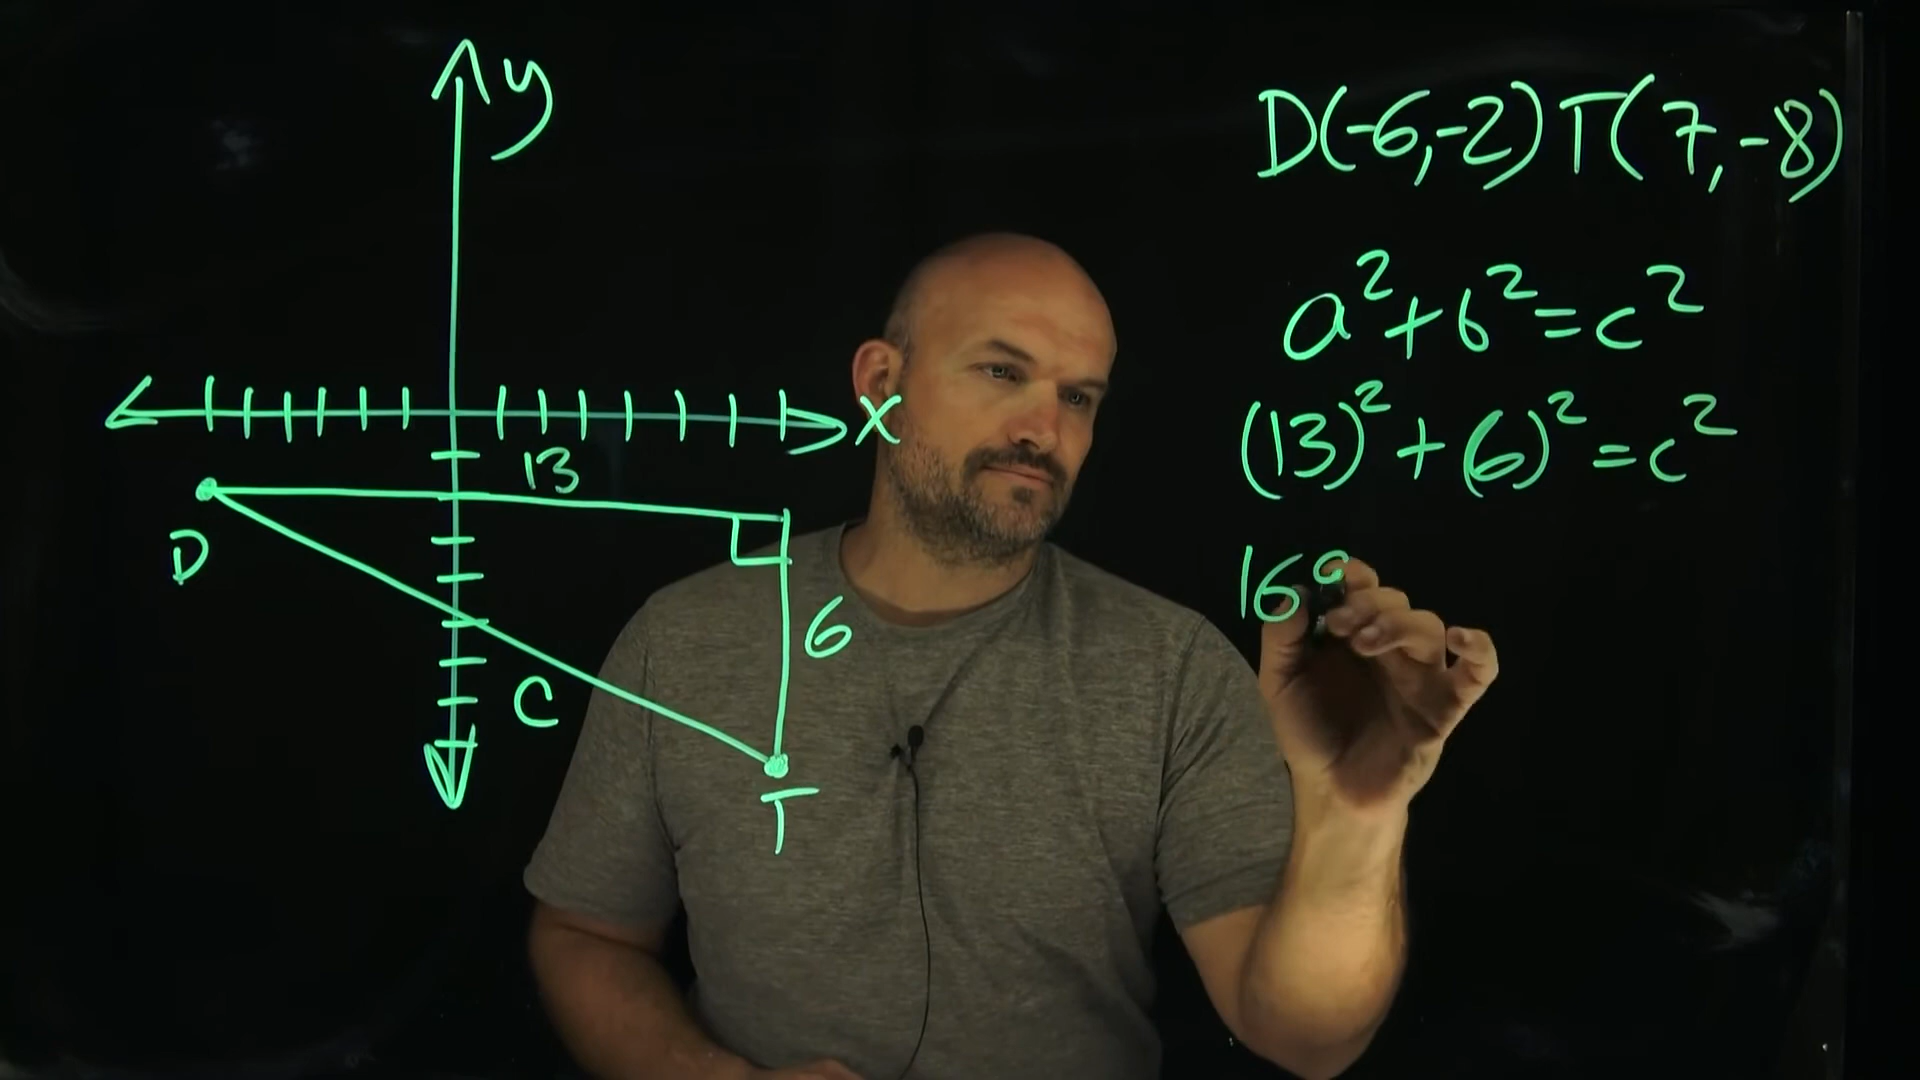 y
D(-6,-2) T(7,-8)
a²+b²=c²
x
(13)²+(6)²=c²
13
D
169
6
C
T